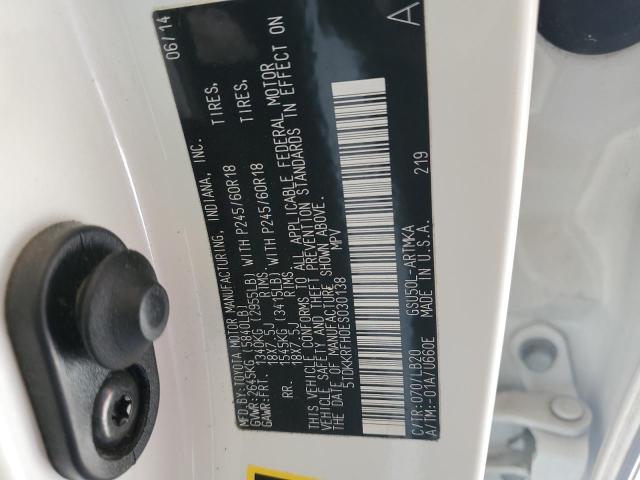 MFD.BY:TOYOTA MOTOR MANUFACTURING, INDIANA, INC. 06/14
GVWR:2675KG (5840LB)
GAWR:FRT. 1340KG (2955LB) WITH P245/60R18 TIRES,
18X7.5J RIMS
RR. 1545KG (3415LB) WITH P245/60R18 TIRES,
18X7.5J RIMS
THIS VEHICLE CONFORMS TO ALL APPLICABLE FEDERAL MOTOR
VEHICLE SAFETY AND THEFT PREVENTION STANDARDS IN EFFECT ON
THE DATE OF MANUFACTURE SHOWN ABOVE.
5TDKKRFH0ES030138 MPV
A
C/TR:070/LB20 GSU50L-ARTMKA
A/TM:-01A/U660E MADE IN U.S.A. 219